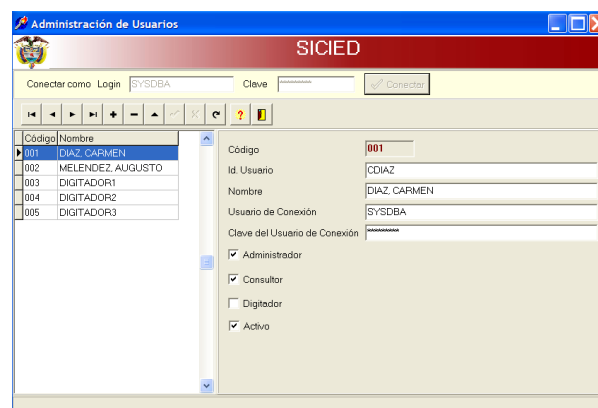 Administración de Usuarios
SICIED
Conectar como Login SYSDBA Clave ********* Conectar
Código Nombre
001 DIAZ, CARMEN
002 MELENDEZ, AUGUSTO
003 DIGITADOR1
004 DIGITADOR2
005 DIGITADOR3
Código 001
Id. Usuario CDIAZ
Nombre DIAZ, CARMEN
Usuario de Conexión SYSDBA
Clave del Usuario de Conexión *********
Administrador
Consultor
Digitador
Activo